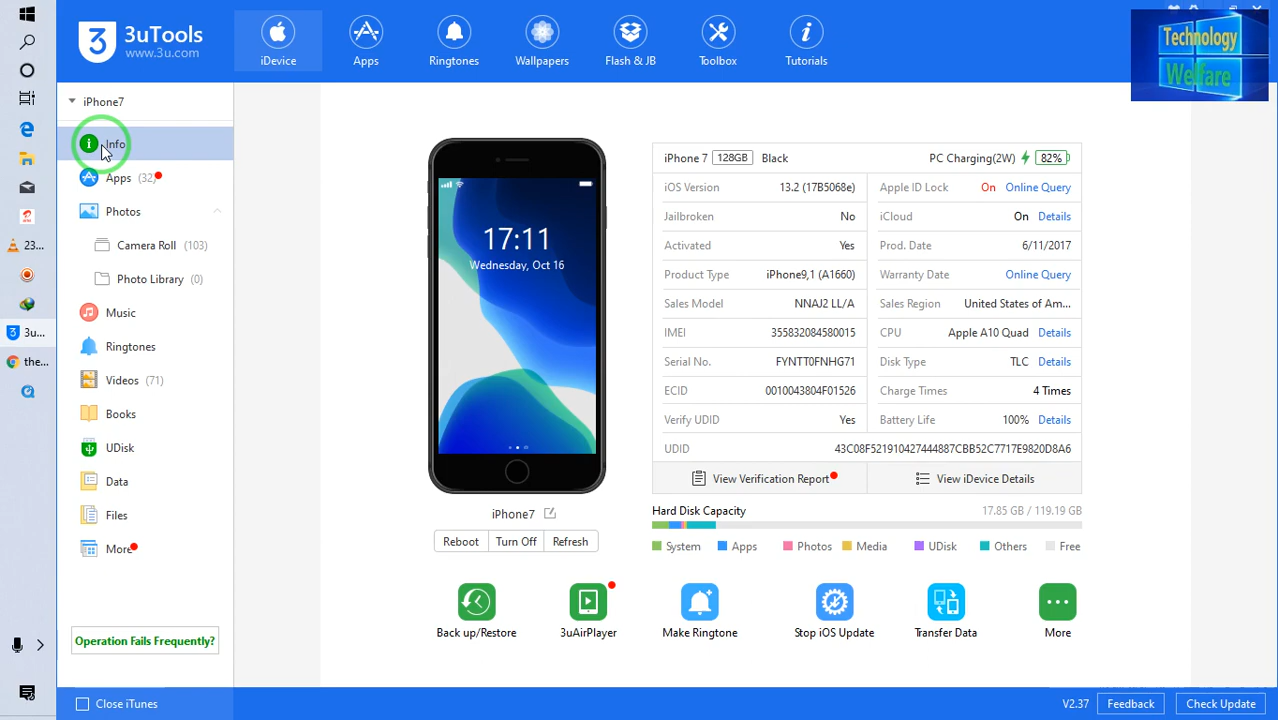 3uTools
www.3u.com
iDevice
Apps
Ringtones
Wallpapers
Flash & JB
Toolbox
Tutorials
Technology
Welfare
iPhone7
Info
Apps (32)
Photos
Camera Roll (103)
Photo Library (0)
Music
Ringtones
Videos (71)
Books
UDisk
Data
Files
More
Operation Fails Frequently?
Close iTunes
23...
3u...
the...
17:11
Wednesday, Oct 16
iPhone7
Reboot
Turn Off
Refresh
iPhone 7 128GB Black PC Charging(2W) 82%
iOS Version 13.2 (17B5068e) Apple ID Lock On Online Query
Jailbroken No iCloud On Details
Activated Yes Prod. Date 6/11/2017
Product Type iPhone9,1 (A1660) Warranty Date Online Query
Sales Model NNAJ2 LL/A Sales Region United States of Am...
IMEI 355832084580015 CPU Apple A10 Quad Details
Serial No. FYNTT0FNHG71 Disk Type TLC Details
ECID 0010043804F01526 Charge Times 4 Times
Verify UDID Yes Battery Life 100% Details
UDID 43C08F521910427444887CBB52C7717E9820D8A6
View Verification Report View iDevice Details
Hard Disk Capacity 17.85 GB / 119.19 GB
System Apps Photos Media UDisk Others Free
Back up/Restore
3uAirPlayer
Make Ringtone
Stop iOS Update
Transfer Data
More
V2.37
Feedback
Check Update